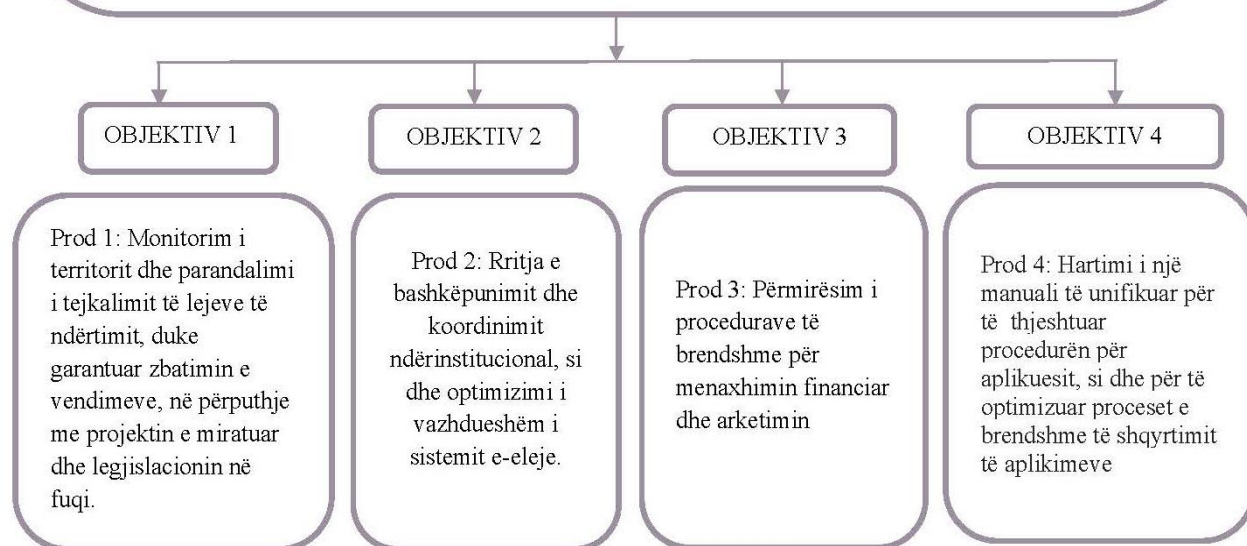 OBJEKTIV 1
OBJEKTIV 2
OBJEKTIV 3
OBJEKTIV 4
Prod 1: Monitorim i
territorit dhe parandalimi
i tejkalimit të lejeve të
ndërtimit, duke
garantuar zbatimin e
vendimeve, në përputhje
me projektin e miratuar
dhe legjislacionin në
fuqi.
Prod 2: Rritja e
bashkëpunimit dhe
koordinimit
ndërinstitucional, si
dhe optimizimi i
vazhdueshëm i
sistemit e-eleje.
Prod 3: Përmirësim i
procedurave të
brendshme për
menaxhimin financiar
dhe arketimin
Prod 4: Hartimi i një
manuali të unifikuar për
të thjeshtuar
procedurën për
aplikuesit, si dhe për të
optimizuar proceset e
brendshme të shqyrtimit
të aplikimeve